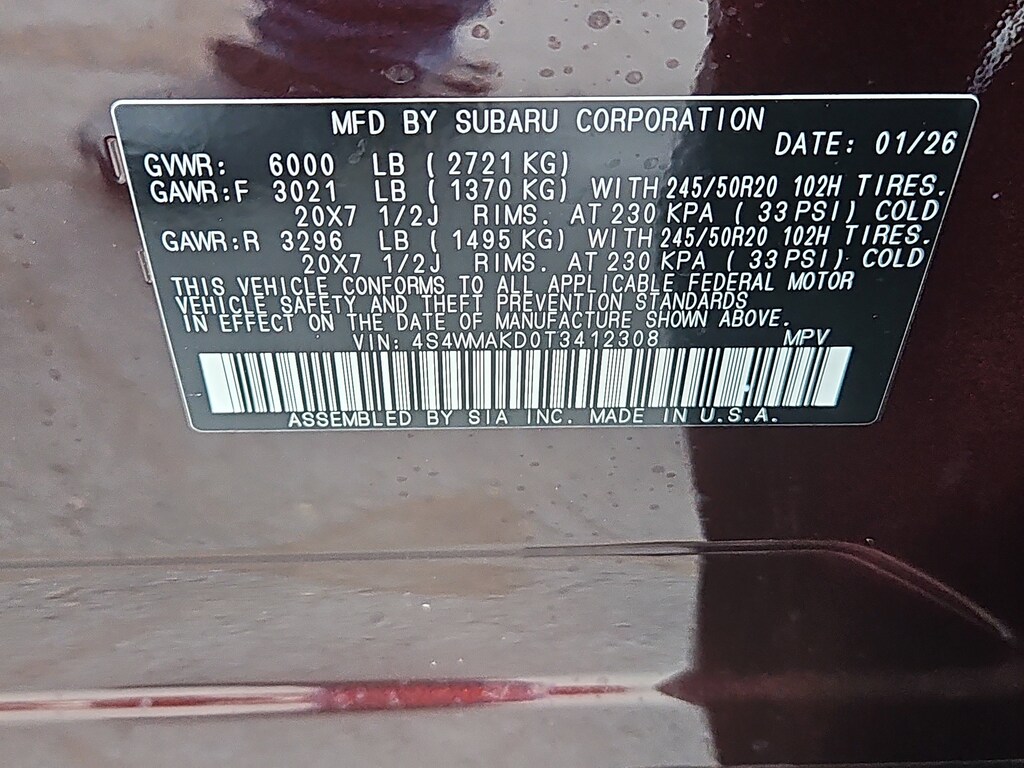 MFD BY SUBARU CORPORATION
DATE: 01/26
GVWR: 6000 LB ( 2721 KG)
GAWR:F 3021 LB ( 1370 KG) WITH 245/50R20 102H TIRES.
20X7 1/2J RIMS. AT 230 KPA ( 33 PSI) COLD
GAWR:R 3296 LB ( 1495 KG) WITH 245/50R20 102H TIRES.
20X7 1/2J RIMS. AT 230 KPA ( 33 PSI) COLD
THIS VEHICLE CONFORMS TO ALL APPLICABLE FEDERAL MOTOR
VEHICLE SAFETY AND THEFT PREVENTION STANDARDS
IN EFFECT ON THE DATE OF MANUFACTURE SHOWN ABOVE.
VIN: 4S4WMAKD0T3412308 MPV
ASSEMBLED BY SIA INC. MADE IN U.S.A.